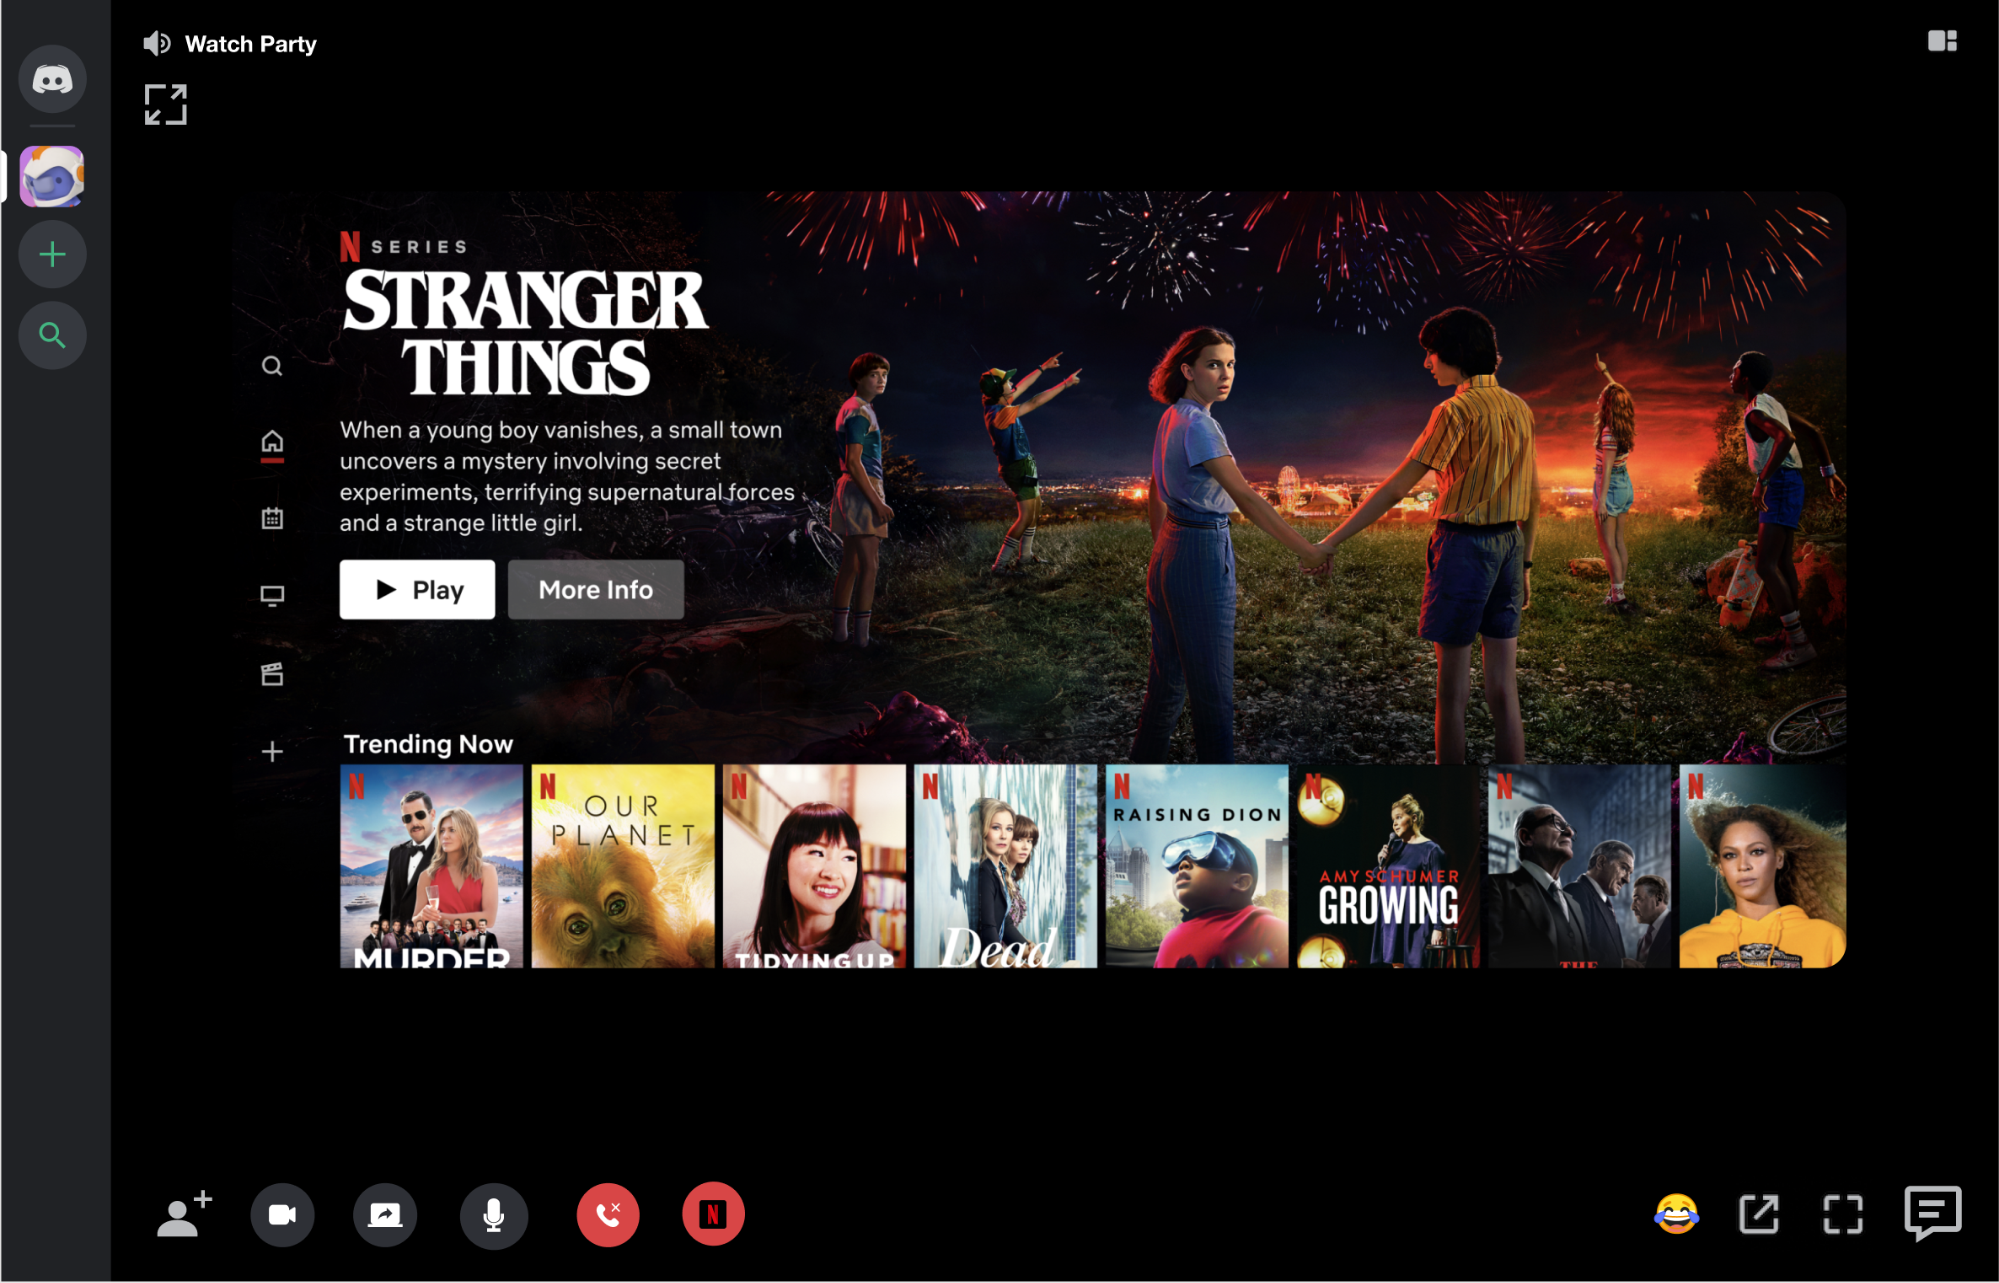 Watch Party
N SERIES
STRANGER
THINGS
When a young boy vanishes, a small town
uncovers a mystery involving secret
experiments, terrifying supernatural forces
and a strange little girl.
Play
More Info
Trending Now
N
MURDER
N
OUR
PLANET
N
TIDYING UP
N
Dead
N
RAISING DION
N
AMY SCHUMER
GROWING
N
THE
N
N